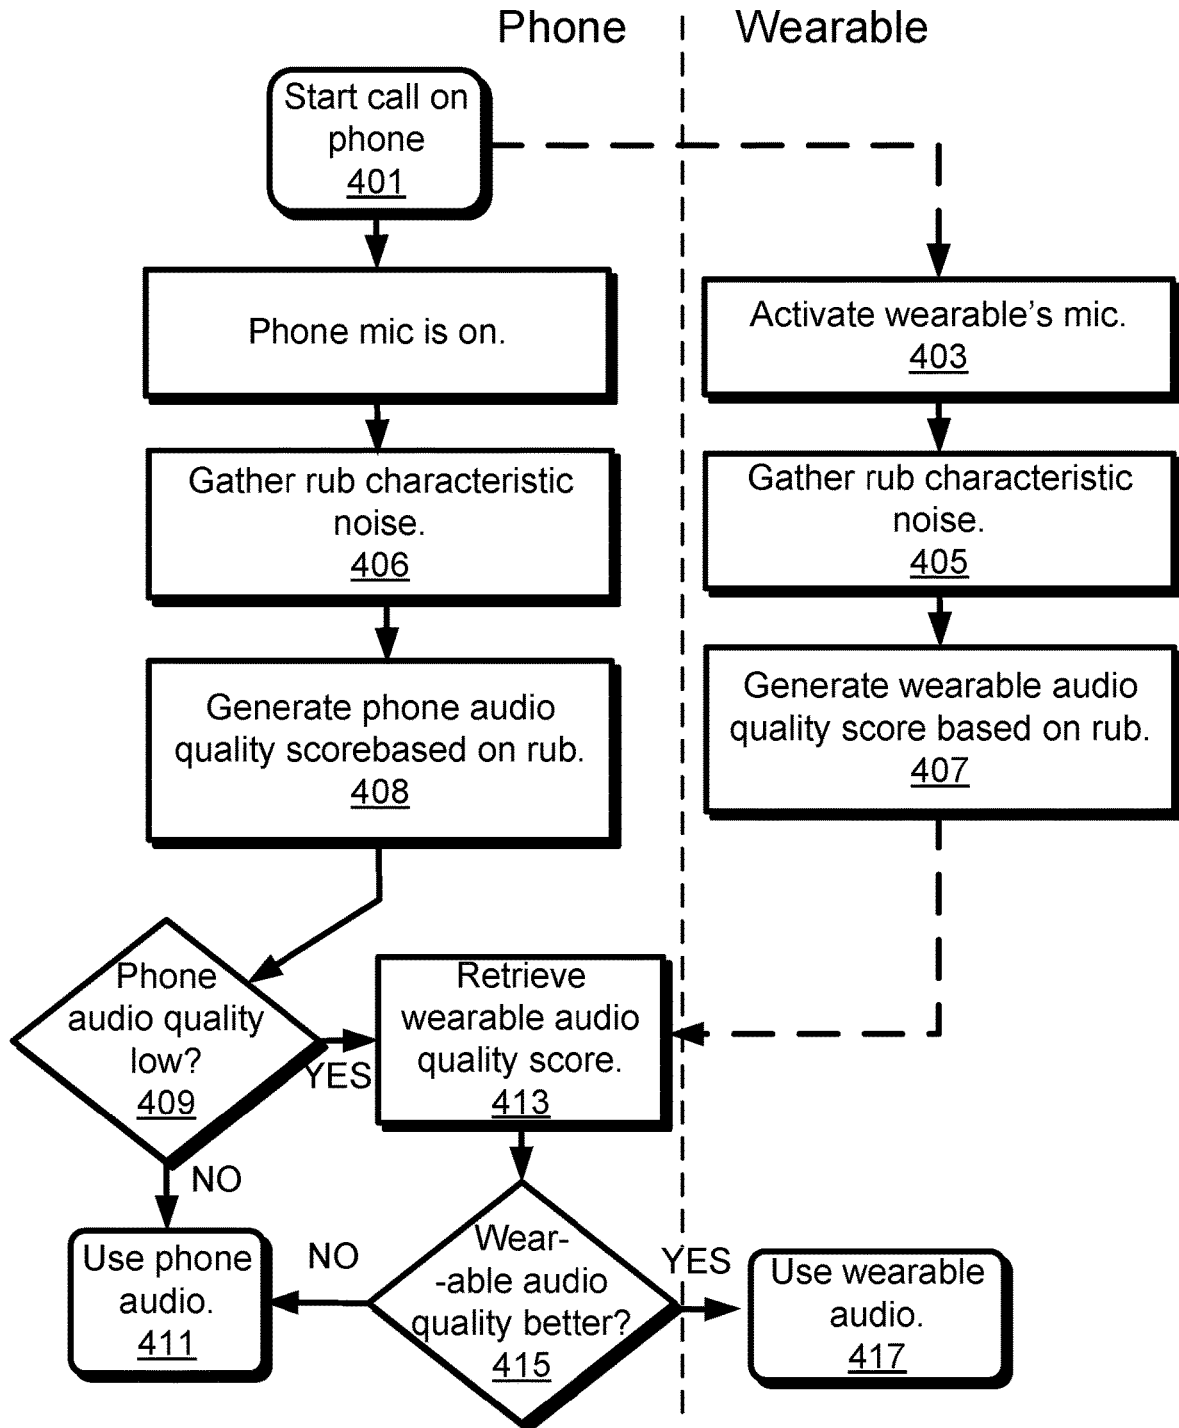 Phone
Wearable
Start call on
phone
401
Phone mic is on.
Activate wearable's mic.
403
Gather rub characteristic
noise.
406
Gather rub characteristic
noise.
405
Generate phone audio
quality scorebased on rub.
408
Generate wearable audio
quality score based on rub.
407
Phone
audio quality
low?
409
YES
NO
Retrieve
wearable audio
quality score.
413
Use phone
audio.
411
NO
Wear-
-able audio
quality better?
415
YES
Use wearable
audio.
417